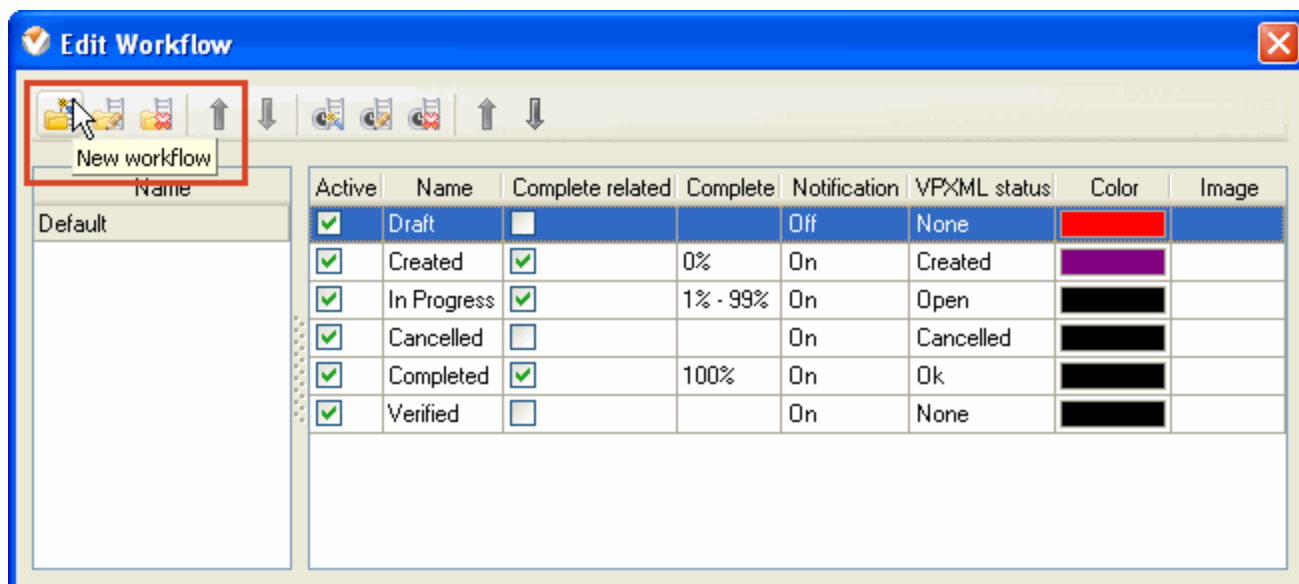 Edit Workflow
New workflow
Name
Default
Active Name Complete related Complete Notification VPXML status Color Image
Draft Off None
Created 0% On Created
In Progress 1% - 99% On Open
Cancelled On Cancelled
Completed 100% On Ok
Verified On None